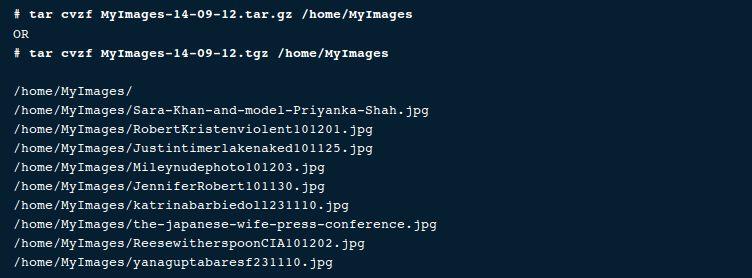 # tar cvzf MyImages-14-09-12.tar.gz /home/MyImages
OR
# tar cvzf MyImages-14-09-12.tgz /home/MyImages
/home/MyImages/
/home/MyImages/Sara-Khan-and-model-Priyanka-Shah.jpg
/home/MyImages/RobertKristenviolent101201.jpg
/home/MyImages/Justintimerlakenaked101125.jpg
/home/MyImages/Mileynudephoto101203.jpg
/home/MyImages/JenniferRobert101130.jpg
/home/MyImages/katrinabarbiedoll231110.jpg
/home/MyImages/the-japanese-wife-press-conference.jpg
/home/MyImages/ReesewitherspoonCIA101202.jpg
/home/MyImages/yanaguptabaresf231110.jpg